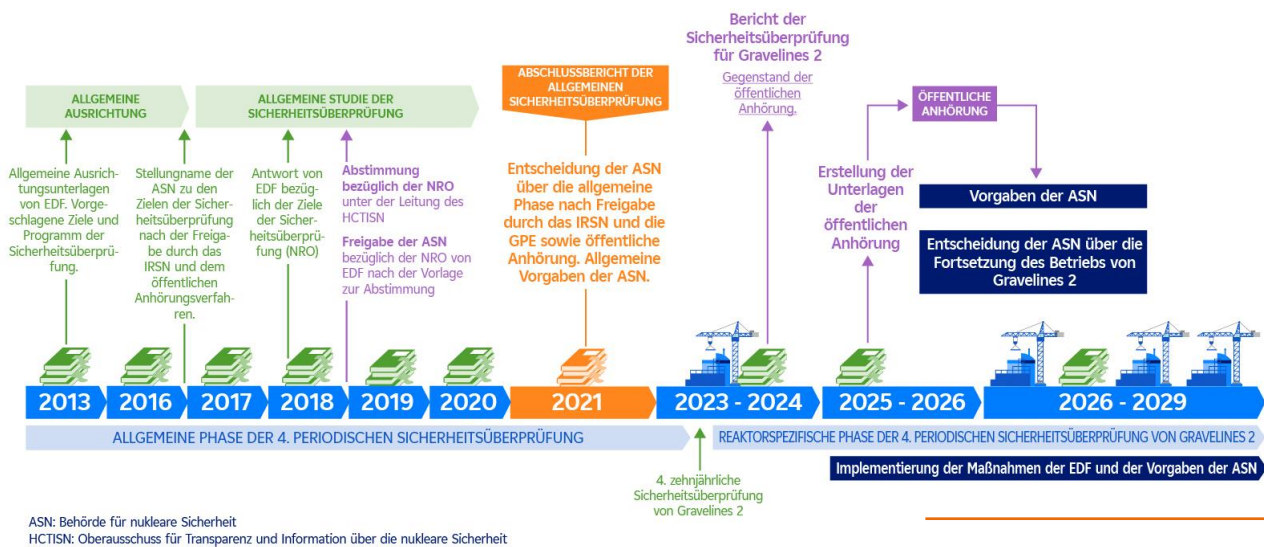 Bericht der
Sicherheitsüberprüfung
für Gravelines 2
Gegenstand der
öffentlichen
Anhörung.
ABSCHLUSSBERICHT DER
ALLGEMEINEN
SICHERHEITSÜBERPRÜFUNG
ALLGEMEINE
AUSRICHTUNG
ALLGEMEINE STUDIE DER
SICHERHEITSÜBERPRÜFUNG
ÖFFENTLICHE
ANHÖRUNG
Allgemeine Ausrich-
tungsunterlagen
von EDF. Vorge-
schlagene Ziele und
Programm der
Sicherheitsüberprü-
fung.
Stellungname der
ASN zu den
Zielen der Sicher-
heitsüberprüfung
nach der Freiga-
be durch das
IRSN und dem
öffentlichen
Anhörungsverfah-
ren.
Antwort von
EDF bezüg-
lich der Ziele
der Sicher-
heitsüberprü-
fung (NRO)
Abstimmung
bezüglich der NRO
unter der Leitung des
HCTISN
Freigabe der ASN
bezüglich der NRO von
EDF nach der Vorlage
zur Abstimmung
Entscheidung der ASN
über die allgemeine
Phase nach Freigabe
durch das IRSN und die
GPE sowie öffentliche
Anhörung. Allgemeine
Vorgaben der ASN.
Erstellung der
Unterlagen der
öffentlichen
Anhörung
Vorgaben der ASN
Entscheidung der ASN über die
Fortsetzung des Betriebs von
Gravelines 2
2013
2016
2017
2018
2019
2020
2021
2023 - 2024
2025 - 2026
2026 - 2029
ALLGEMEINE PHASE DER 4. PERIODISCHEN SICHERHEITSÜBERPRÜFUNG
REAKTORSPEZIFISCHE PHASE DER 4. PERIODISCHEN SICHERHEITSÜBERPRÜFUNG VON GRAVELINES 2
Implementierung der Maßnahmen der EDF und der Vorgaben der ASN
4. zehnjährliche
Sicherheitsüberprüfung
von Gravelines 2
ASN: Behörde für nukleare Sicherheit
HCTISN: Oberausschuss für Transparenz und Information über die nukleare Sicherheit